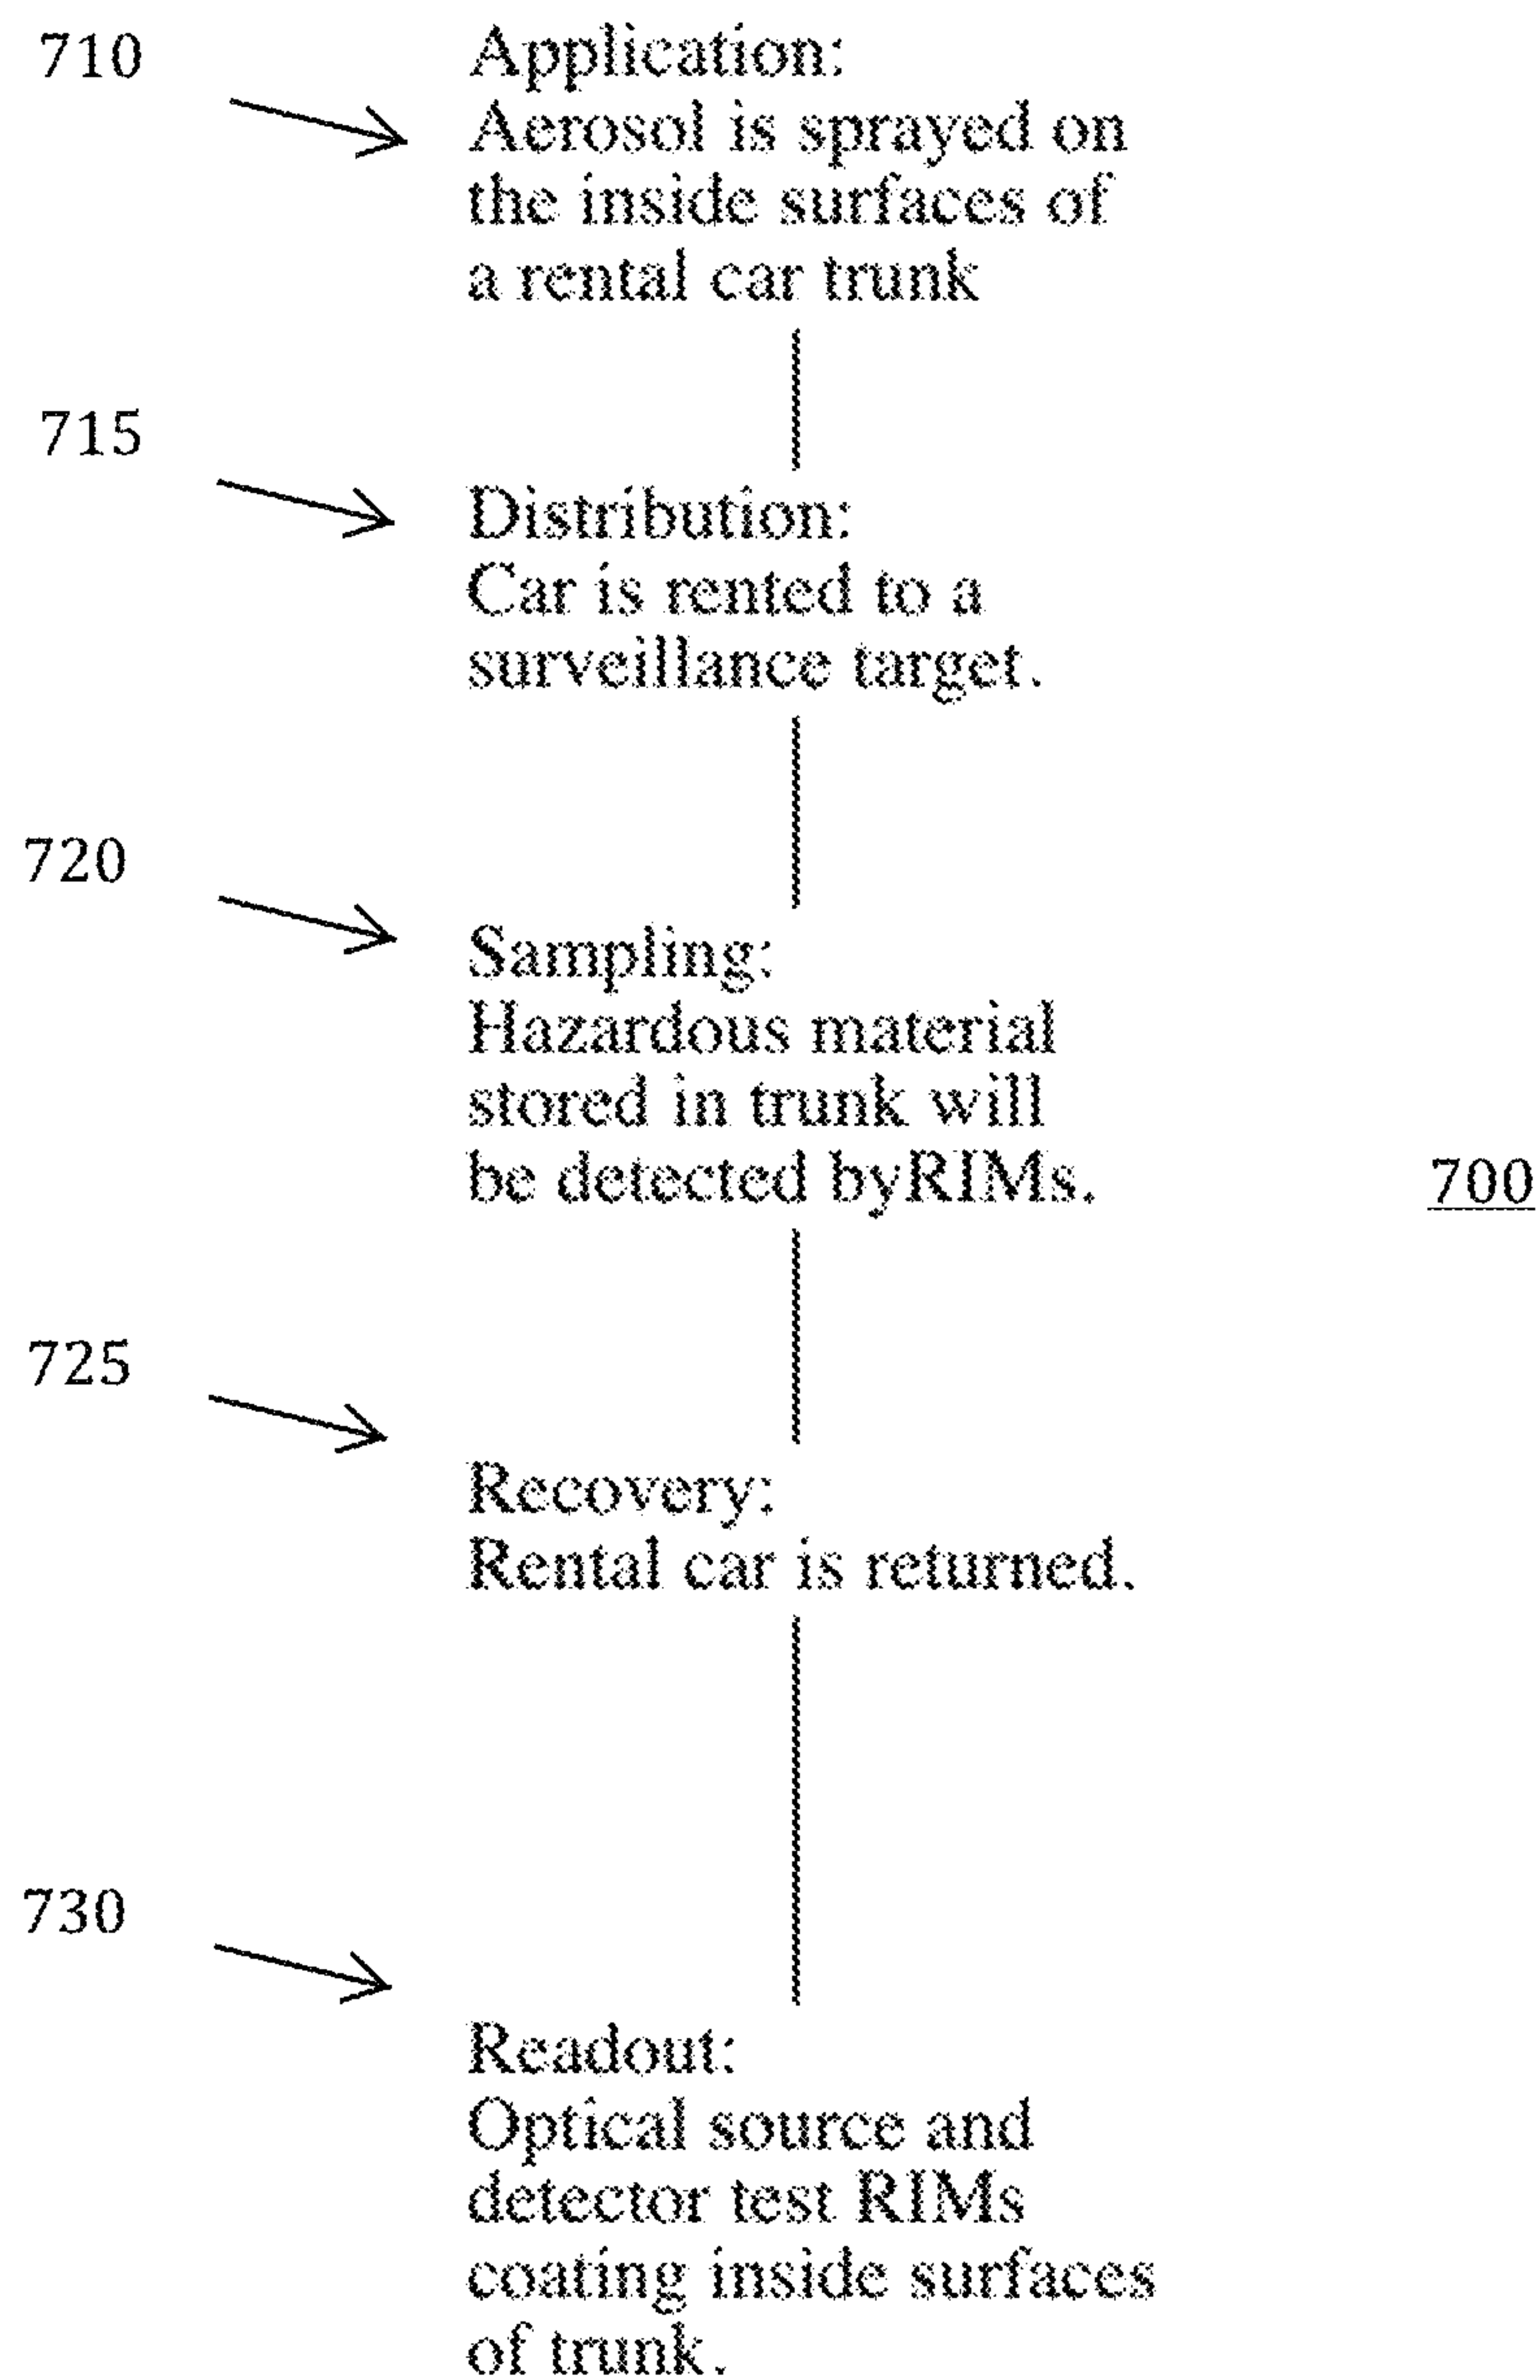 710
Application:
Aerosol is sprayed on
the inside surfaces of
a rental car trunk
715
Distribution:
Car is rented to a
surveillance target.
720
Sampling:
Hazardous material
stored in trunk will
be detected byRIMs.
700
725
Recovery:
Rental car is returned.
730
Readout:
Optical source and
detector test RIMs
coating inside surfaces
of trunk.